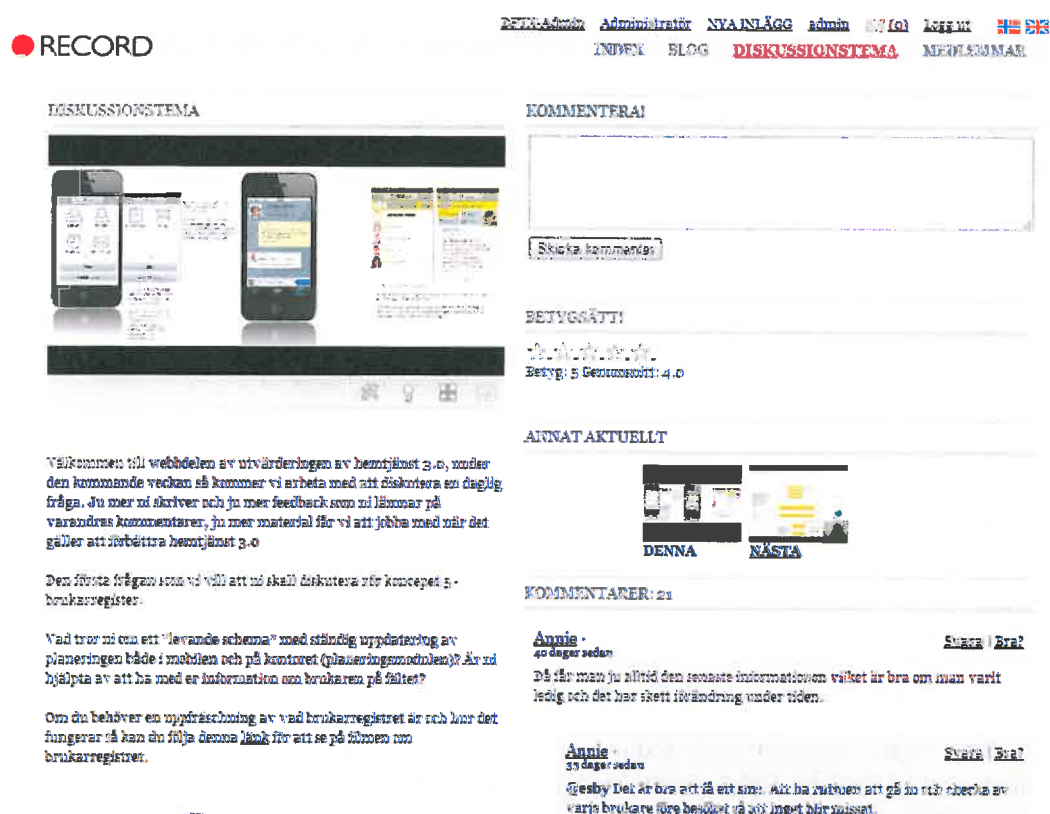 RECORD
BETA-Admin Administratör NYA INLÄGG admin (0) Logg ut
INDEX BLOG DISKUSSIONSTEMA MEDLEMMAR
DISKUSSIONSTEMA
Välkommen till webbdelen av utvärderingen av hemtjänst 3.0, under
den kommande veckan så kommer vi arbeta med att diskutera en daglig
fråga. Ju mer ni skriver och ju mer feedback som ni lämnar på
varandras kommentarer, ju mer material får vi att jobba med när det
gäller att förbättra hemtjänst 3.0
Den första frågan som vi vill att ni skall diskutera rör koncepet 5 -
brukarregister.
Vad tror ni om ett "levande schema" med ständig uppdatering av
planeringen både i mobilen och på kontoret (planeringsmodulen)? Är ni
hjälpta av att ha med er information om brukaren på fältet?
Om du behöver en uppfräschning av vad brukarregistret är och hur det
fungerar så kan du följa denna länk för att se på filmen om
brukarregistret.
KOMMENTERA!
Skicka kommentar
BETYGSÄTT!
Betyg: 5 Genomsnitt: 4.0
ANNAT AKTUELLT
DENNA NÄSTA
KOMMENTARER: 21
Annie -
Svara | Bra?
40 dager sedan
Då får man ju alltid den senaste informationen vilket är bra om man varit
ledig och det har skett förändring under tiden.
Annie -
Svara | Bra?
33 dager sedan
@esby Det är bra att få ett sms. Att ha rutinen att gå in och checka av
varje brukare före besöket så att inget blir missat.